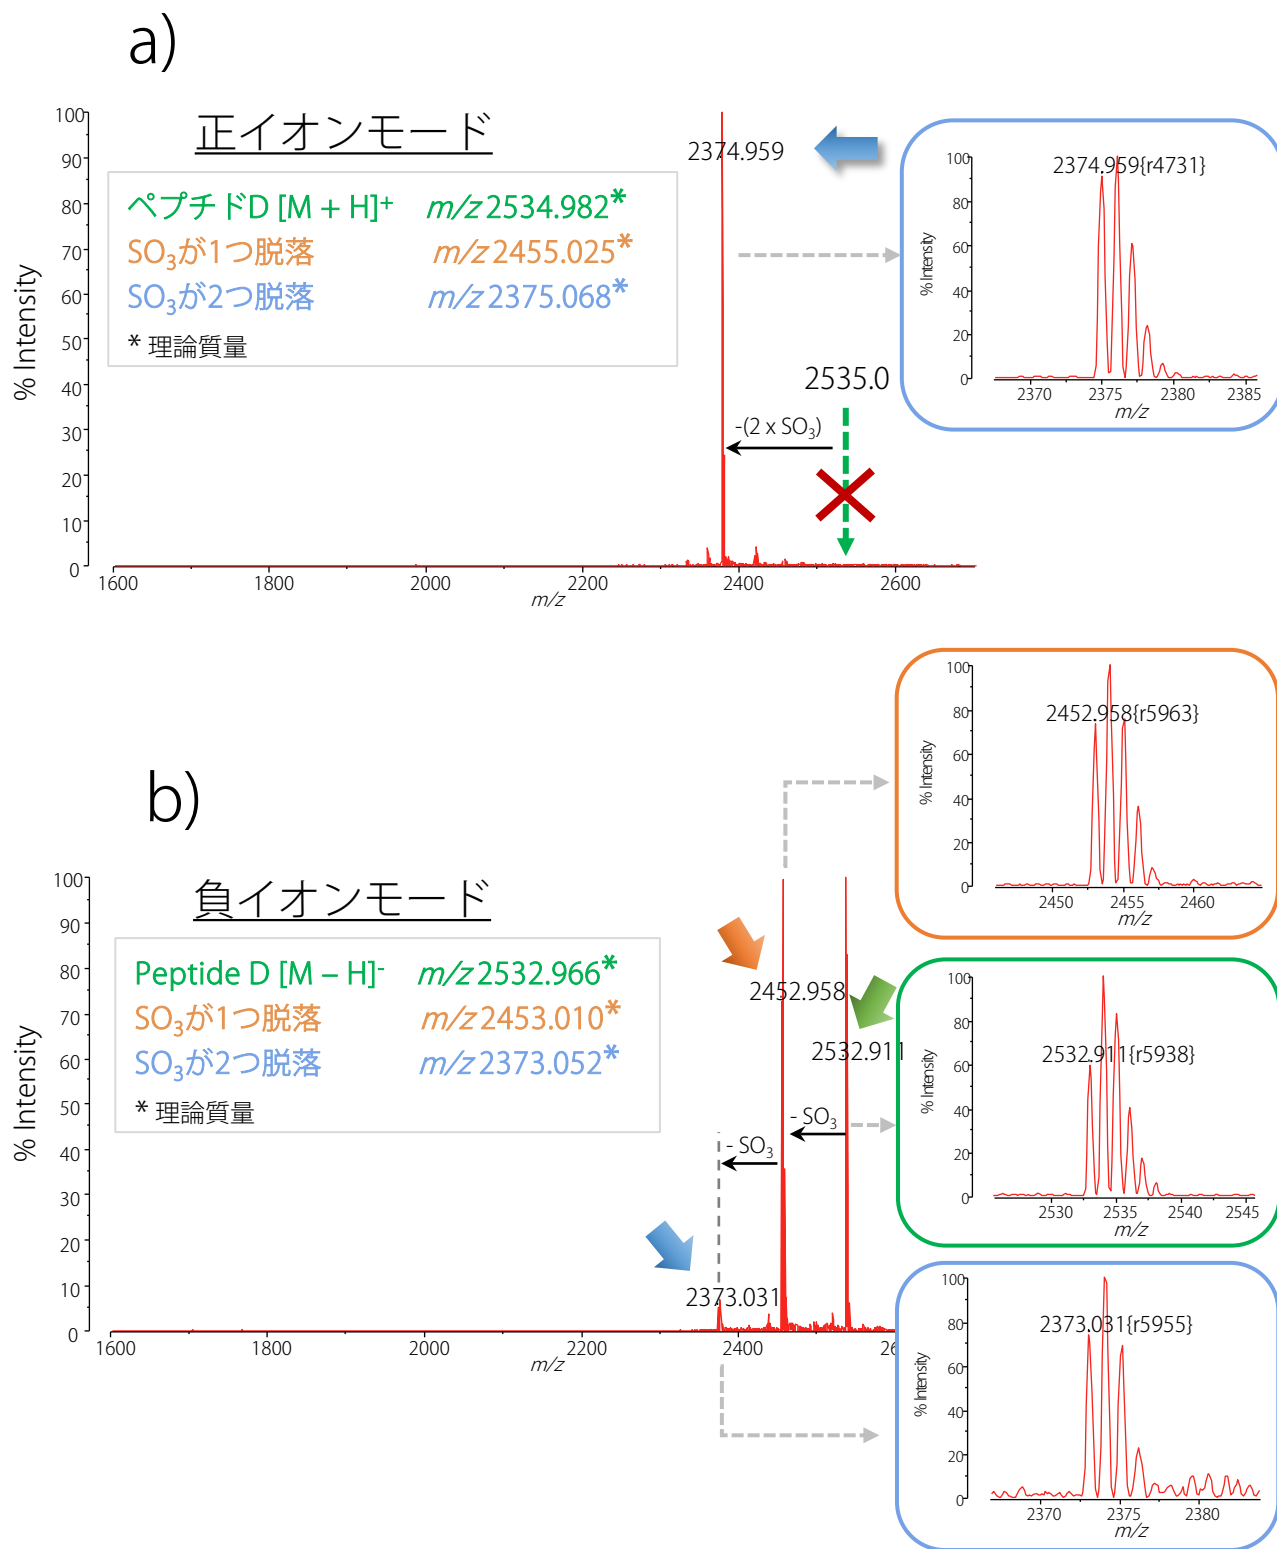 a)
正イオンモード
ペプチドD [M + H]⁺ m/z 2534.982*
SO₃が1つ脱落 m/z 2455.025*
SO₃が2つ脱落 m/z 2375.068*
* 理論質量
2374.959
2535.0
-(2 x SO₃)
% Intensity
100
90
80
70
60
50
40
30
20
10
0
1600 1800 2000 2200 2400 2600
m/z
2374.959{r4731}
% Intensity
100
80
60
40
20
0
2370 2375 2380 2385
m/z
b)
負イオンモード
Peptide D [M – H]⁻ m/z 2532.966*
SO₃が1つ脱落 m/z 2453.010*
SO₃が2つ脱落 m/z 2373.052*
* 理論質量
2452.958
2532.911
- SO₃
- SO₃
2373.031
% Intensity
100
90
80
70
60
50
40
30
20
10
0
1600 1800 2000 2200 2400
m/z
2452.958{r5963}
% Intensity
100
80
60
40
20
0
2450 2455 2460
m/z
2532.911{r5938}
% Intensity
100
80
60
40
20
0
2530 2535 2540 2545
m/z
2373.031{r5955}
% Intensity
100
80
60
40
20
0
2370 2375 2380
m/z